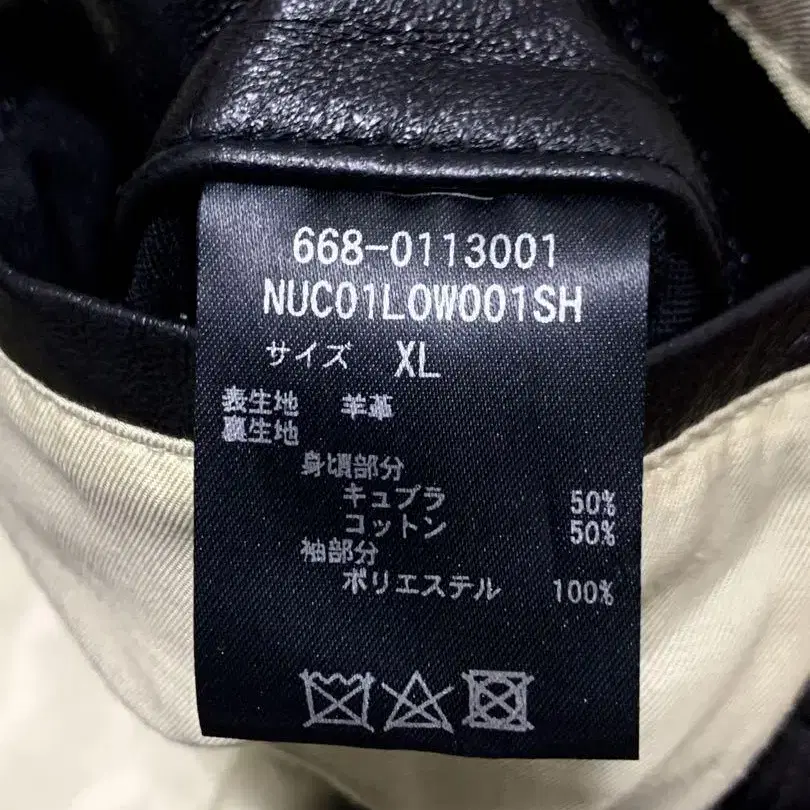 668-0113001
NUC01LOW001SH
サイズ XL
表生地 羊革
裏生地
身頃部分
キュプラ 50%
コットン 50%
袖部分
ポリエステル 100%